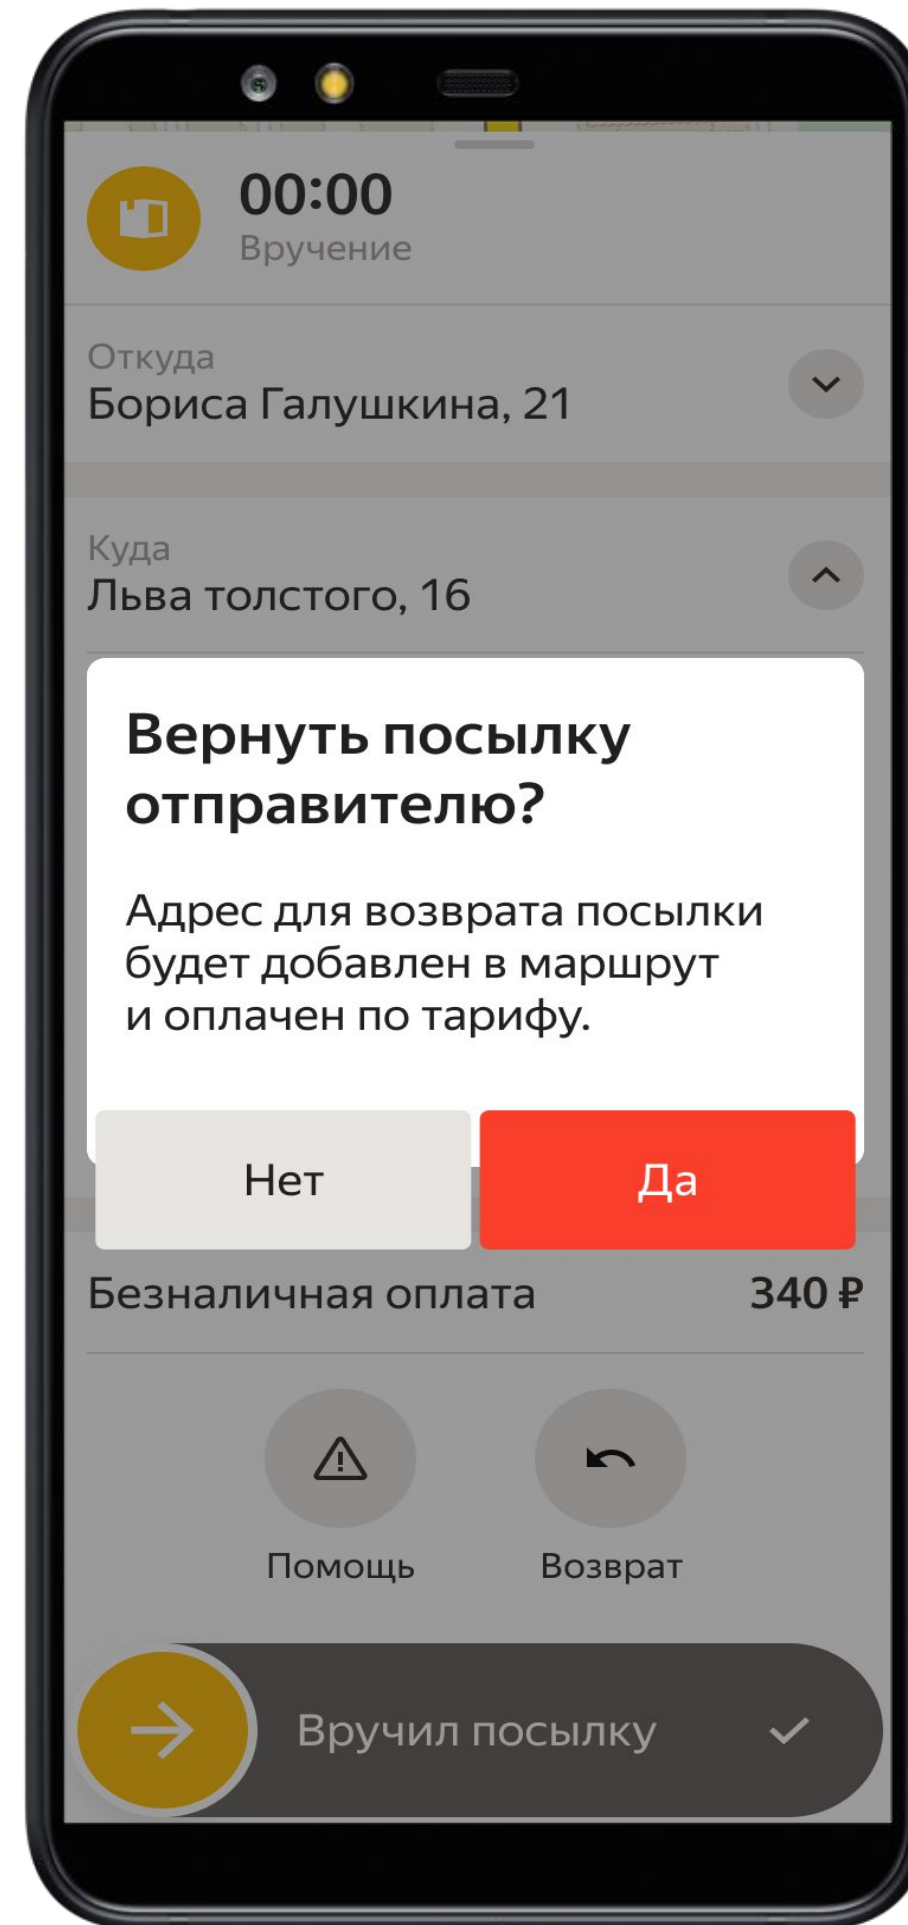 00:00
Вручение
Откуда
Бориса Галушкина, 21
Куда
Льва толстого, 16
Вернуть посылку
отправителю?
Адрес для возврата посылки
будет добавлен в маршрут
и оплачен по тарифу.
Нет
Да
Безналичная оплата
340 ₽
Помощь
Возврат
Вручил посылку